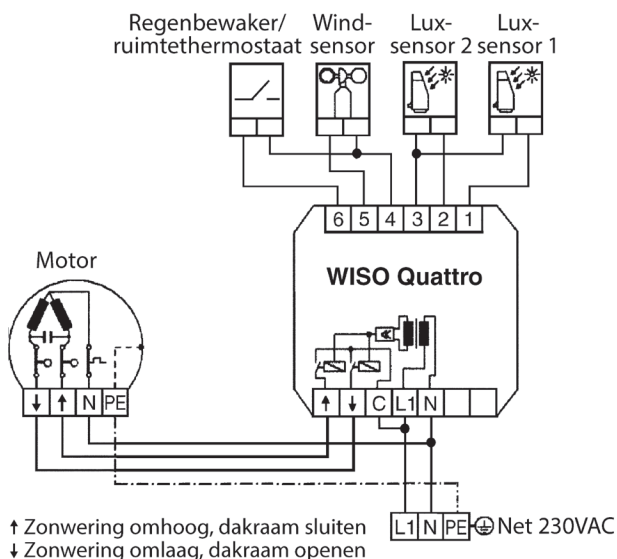 Regenbewaker/ Wind- Lux- Lux-
ruimtethermostaat sensor sensor 2 sensor 1
6 5 4 3 2 1
WISO Quattro
Motor
A
↓ ↑ N PE
↑ ↓ C L1 N
L1 N PE Net 230VAC
↑ Zonwering omhoog, dakraam sluiten
↓ Zonwering omlaag, dakraam openen